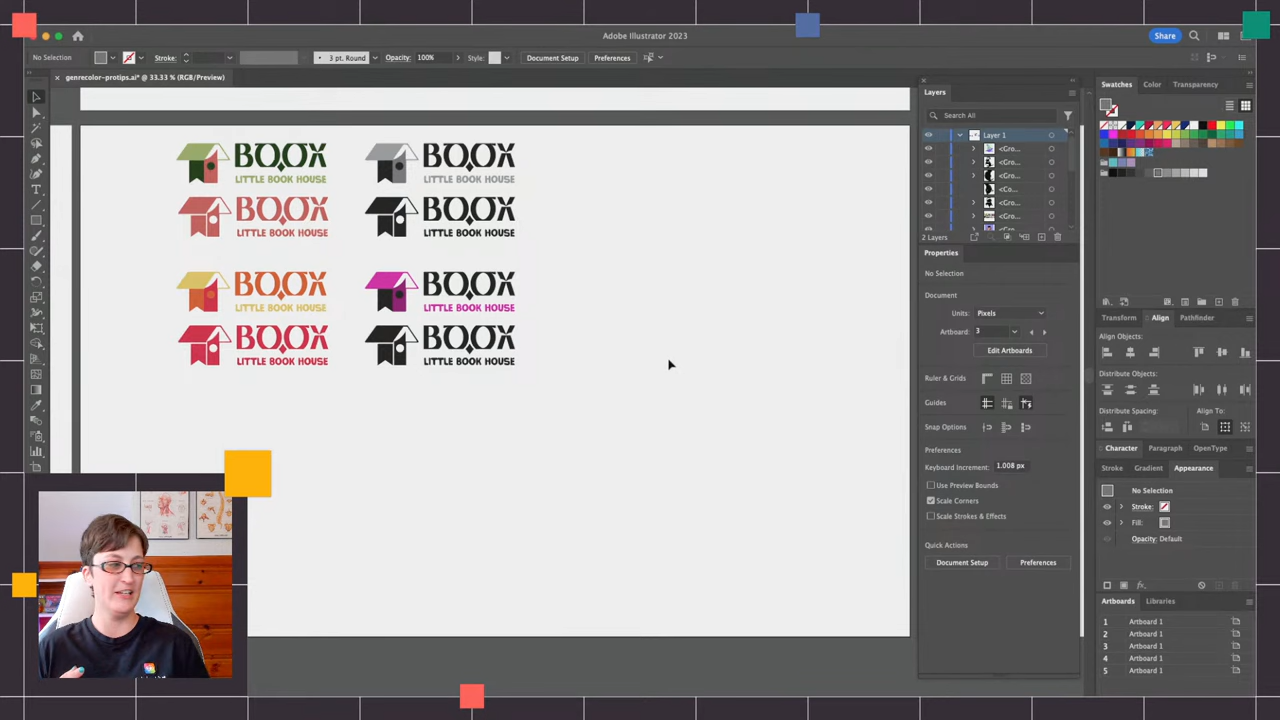 Adobe Illustrator 2023
Share
No Selection
Stroke:
3 pt. Round
Opacity:
100%
Style:
Document Setup
Preferences
× genrecolor-protips.ai* @ 33.33 % (RGB/Preview)
BOOX
LITTLE BOOK HOUSE
BOOX
LITTLE BOOK HOUSE
BOOX
LITTLE BOOK HOUSE
BOOX
LITTLE BOOK HOUSE
BOOX
LITTLE BOOK HOUSE
BOOX
LITTLE BOOK HOUSE
BOOX
LITTLE BOOK HOUSE
BOOX
LITTLE BOOK HOUSE
Layers
Search All
Layer 1
<Gro...
<Gro...
<Gro...
<Co...
<Gro...
<Gro...
<Gro...
2 Layers
Properties
No Selection
Document
Units: Pixels
Artboard: 3
Edit Artboards
Ruler & Grids
Guides
Snap Options
Preferences
Keyboard Increment: 1.008 px
Use Preview Bounds
Scale Corners
Scale Strokes & Effects
Quick Actions
Document Setup
Preferences
Swatches
Color
Transparency
Transform
Align
Pathfinder
Align Objects:
Distribute Objects:
Distribute Spacing:
Align To:
Character
Paragraph
OpenType
Stroke
Gradient
Appearance
No Selection
Stroke:
Fill:
Opacity: Default
fx
Artboards
Libraries
1 Artboard 1
2 Artboard 1
3 Artboard 1
4 Artboard 1
5 Artboard 1